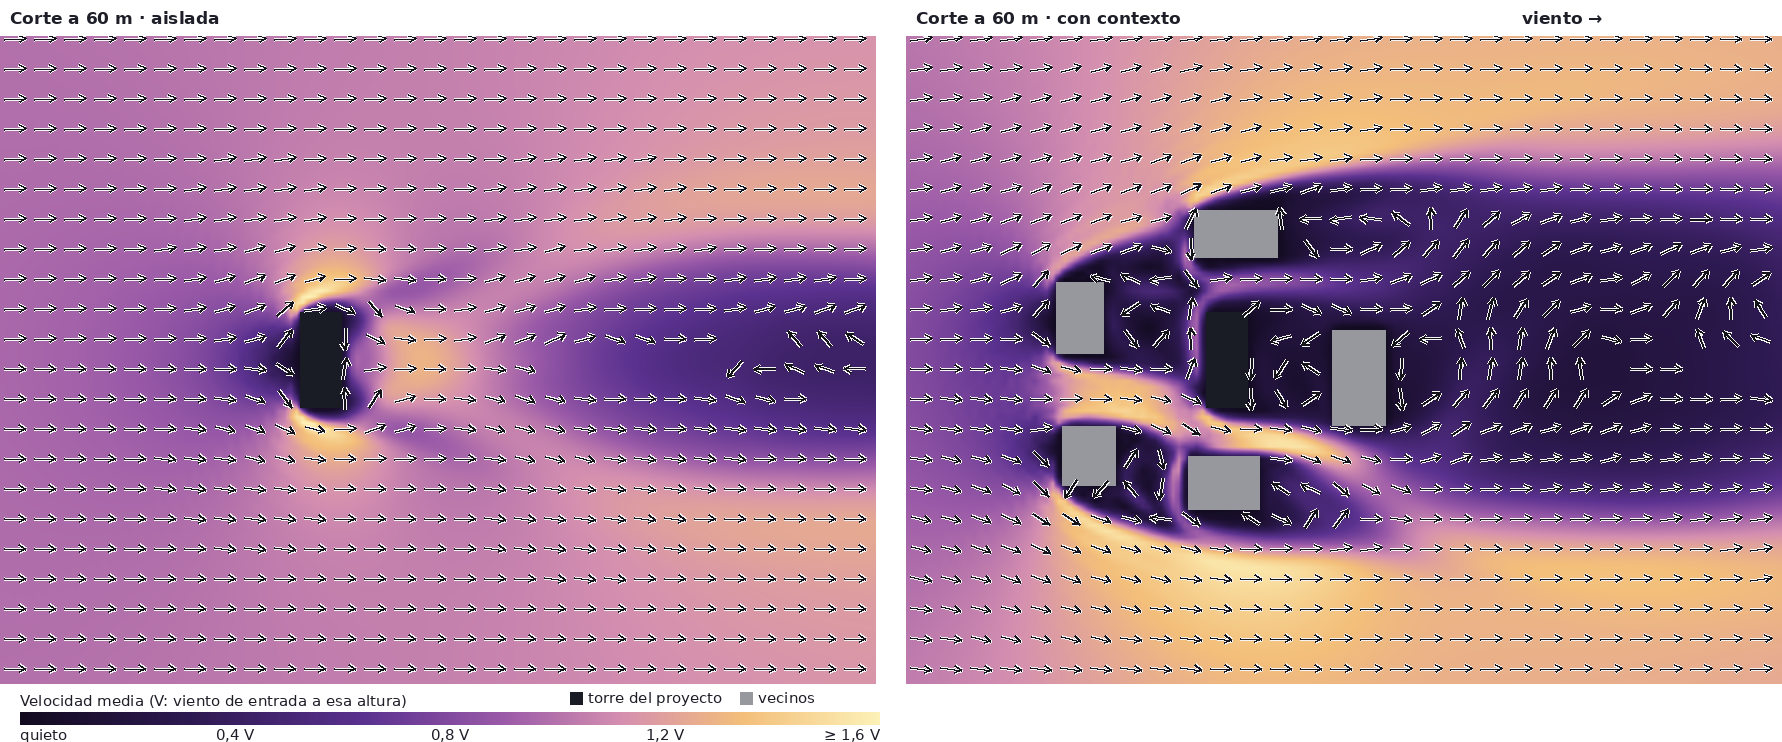 Corte a 60 m · aislada
Corte a 60 m · con contexto
viento →
Velocidad media (V: viento de entrada a esa altura)
torre del proyecto
vecinos
quieto
0,4 V
0,8 V
1,2 V
≥ 1,6 V